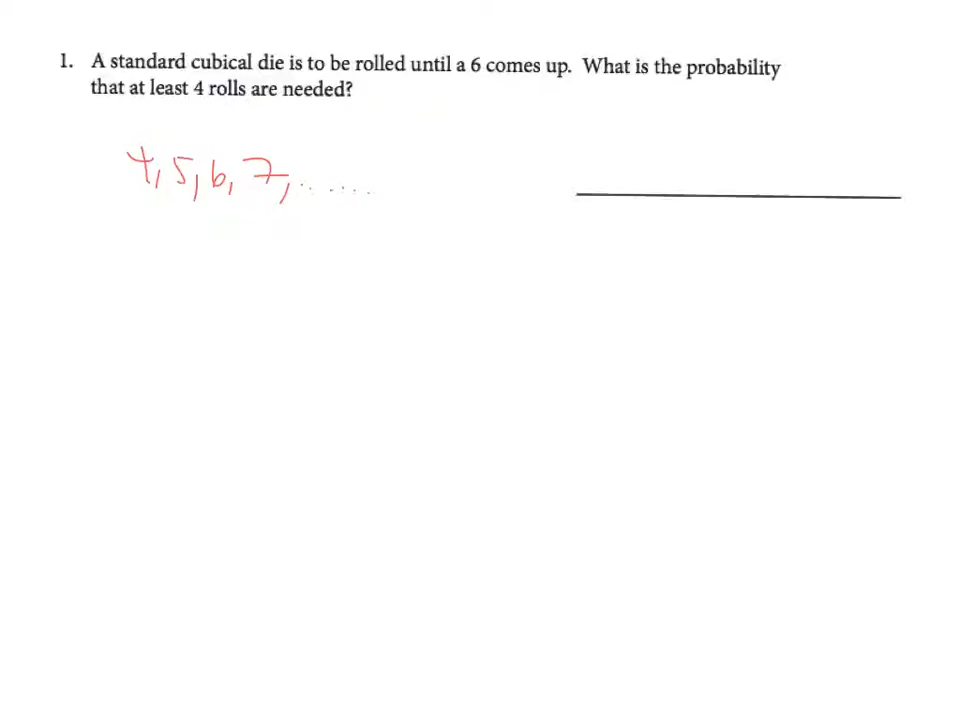 1. A standard cubical die is to be rolled until a 6 comes up. What is the probability
that at least 4 rolls are needed?
4, 5, 6, 7, .......